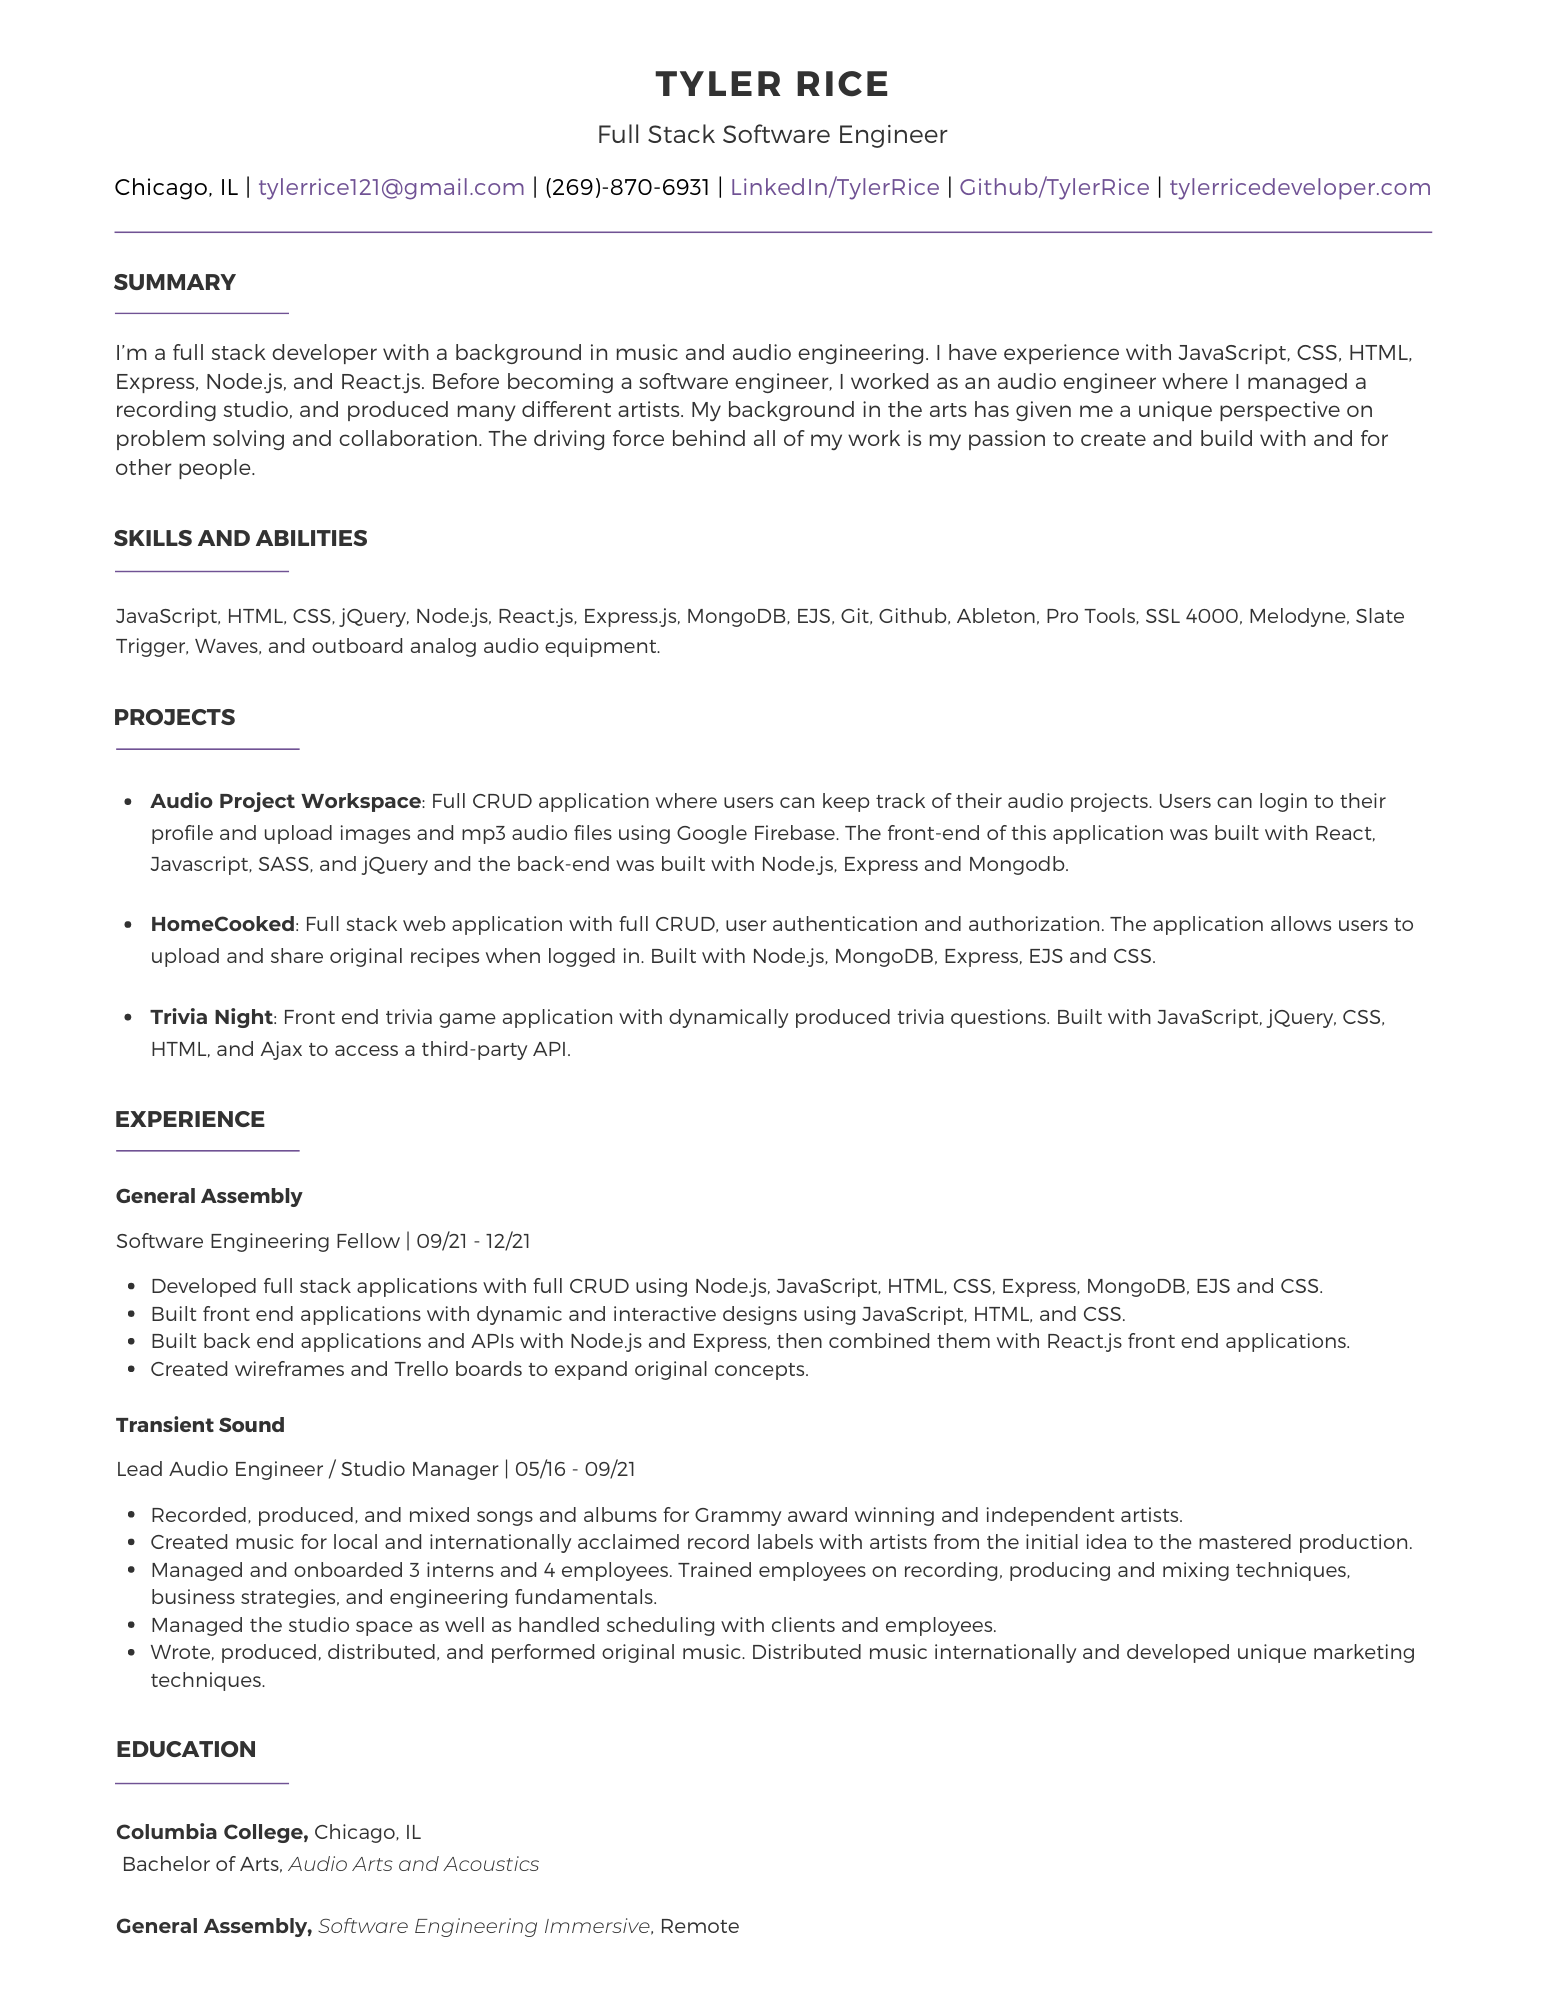 TYLER RICE
Full Stack Software Engineer
Chicago, IL | tylerrice121@gmail.com | (269)-870-6931 | LinkedIn/TylerRice | Github/TylerRice | tylerricedeveloper.com
SUMMARY
I'm a full stack developer with a background in music and audio engineering. I have experience with JavaScript, CSS, HTML,
Express, Node.js, and React.js. Before becoming a software engineer, I worked as an audio engineer where I managed a
recording studio, and produced many different artists. My background in the arts has given me a unique perspective on
problem solving and collaboration. The driving force behind all of my work is my passion to create and build with and for
other people.
SKILLS AND ABILITIES
JavaScript, HTML, CSS, jQuery, Node.js, React.js, Express.js, MongoDB, EJS, Git, Github, Ableton, Pro Tools, SSL 4000, Melodyne, Slate
Trigger, Waves, and outboard analog audio equipment.
PROJECTS
• Audio Project Workspace: Full CRUD application where users can keep track of their audio projects. Users can login to their
profile and upload images and mp3 audio files using Google Firebase. The front-end of this application was built with React,
Javascript, SASS, and jQuery and the back-end was built with Node.js, Express and Mongodb.
• HomeCooked: Full stack web application with full CRUD, user authentication and authorization. The application allows users to
upload and share original recipes when logged in. Built with Node.js, MongoDB, Express, EJS and CSS.
• Trivia Night: Front end trivia game application with dynamically produced trivia questions. Built with JavaScript, jQuery, CSS,
HTML, and Ajax to access a third-party API.
EXPERIENCE
General Assembly
Software Engineering Fellow | 09/21 - 12/21
• Developed full stack applications with full CRUD using Node.js, JavaScript, HTML, CSS, Express, MongoDB, EJS and CSS.
• Built front end applications with dynamic and interactive designs using JavaScript, HTML, and CSS.
• Built back end applications and APIs with Node.js and Express, then combined them with React.js front end applications.
• Created wireframes and Trello boards to expand original concepts.
Transient Sound
Lead Audio Engineer / Studio Manager | 05/16 - 09/21
• Recorded, produced, and mixed songs and albums for Grammy award winning and independent artists.
• Created music for local and internationally acclaimed record labels with artists from the initial idea to the mastered production.
• Managed and onboarded 3 interns and 4 employees. Trained employees on recording, producing and mixing techniques,
business strategies, and engineering fundamentals.
• Managed the studio space as well as handled scheduling with clients and employees.
• Wrote, produced, distributed, and performed original music. Distributed music internationally and developed unique marketing
techniques.
EDUCATION
Columbia College, Chicago, IL
Bachelor of Arts, Audio Arts and Acoustics
General Assembly, Software Engineering Immersive, Remote